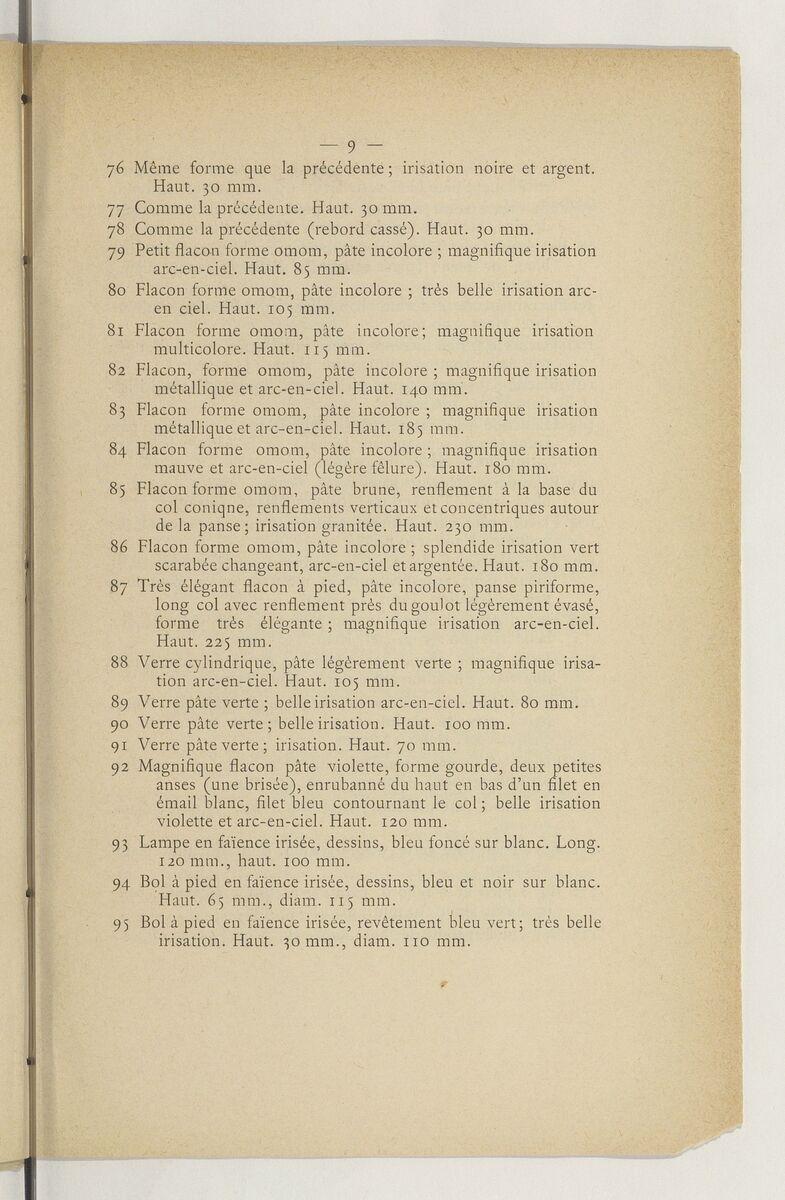 — 9 —
76 Même forme que la précédente ; irisation noire et argent.
Haut. 30 mm.
77 Comme la précédente. Haut. 30 mm.
78 Comme la précédente (rebord cassé). Haut. 30 mm.
79 Petit flacon forme omom, pâte incolore ; magnifique irisation
arc-en-ciel. Haut. 85 mm.
80 Flacon forme omom, pâte incolore ; très belle irisation arc-
en ciel. Haut. 105 mm.
81 Flacon forme omom, pâte incolore ; magnifique irisation
multicolore. Haut. 115 mm.
82 Flacon, forme omom, pâte incolore ; magnifique irisation
métallique et arc-en-ciel. Haut. 140 mm.
83 Flacon forme omom, pâte incolore ; magnifique irisation
métallique et arc-en-ciel. Haut. 185 mm.
84 Flacon forme omom, pâte incolore ; magnifique irisation
mauve et arc-en-ciel (légère fêlure). Haut. 180 mm.
85 Flacon forme omom, pâte brune, renflement à la base du
col coniqne, renflements verticaux et concentriques autour
de la panse ; irisation granitée. Haut. 230 mm.
86 Flacon forme omom, pâte incolore ; splendide irisation vert
scarabée changeant, arc-en-ciel et argentée. Haut. 180 mm.
87 Très élégant flacon à pied, pâte incolore, panse piriforme,
long col avec renflement près du goulot légèrement évasé,
forme très élégante ; magnifique irisation arc-en-ciel.
Haut. 225 mm.
88 Verre cylindrique, pâte légèrement verte ; magnifique irisa-
tion arc-en-ciel. Haut. 105 mm.
89 Verre pâte verte ; belle irisation arc-en-ciel. Haut. 80 mm.
90 Verre pâte verte ; belle irisation. Haut. 100 mm.
91 Verre pâte verte ; irisation. Haut. 70 mm.
92 Magnifique flacon pâte violette, forme gourde, deux petites
anses (une brisée), enrubanné du haut en bas d'un filet en
émail blanc, filet bleu contournant le col ; belle irisation
violette et arc-en-ciel. Haut. 120 mm.
93 Lampe en faïence irisée, dessins, bleu foncé sur blanc. Long.
120 mm., haut. 100 mm.
94 Bol à pied en faïence irisée, dessins, bleu et noir sur blanc.
Haut. 65 mm., diam. 115 mm.
95 Bol à pied en faïence irisée, revêtement bleu vert ; très belle
irisation. Haut. 30 mm., diam. 110 mm.